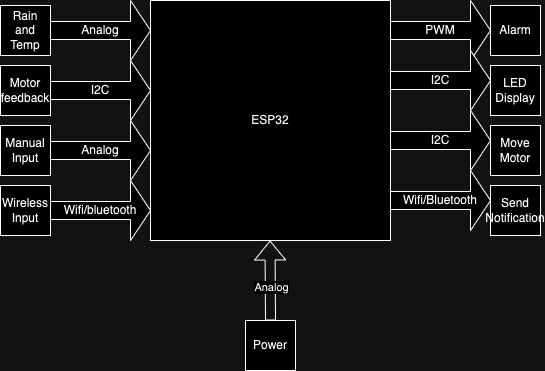 Rain
and
Temp
Analog
Motor
feedback
I2C
Manual
Input
Analog
Wireless
Input
Wifi/bluetooth
ESP32
PWM
Alarm
I2C
LED
Display
I2C
Move
Motor
Wifi/Bluetooth
Send
Notification
Analog
Power